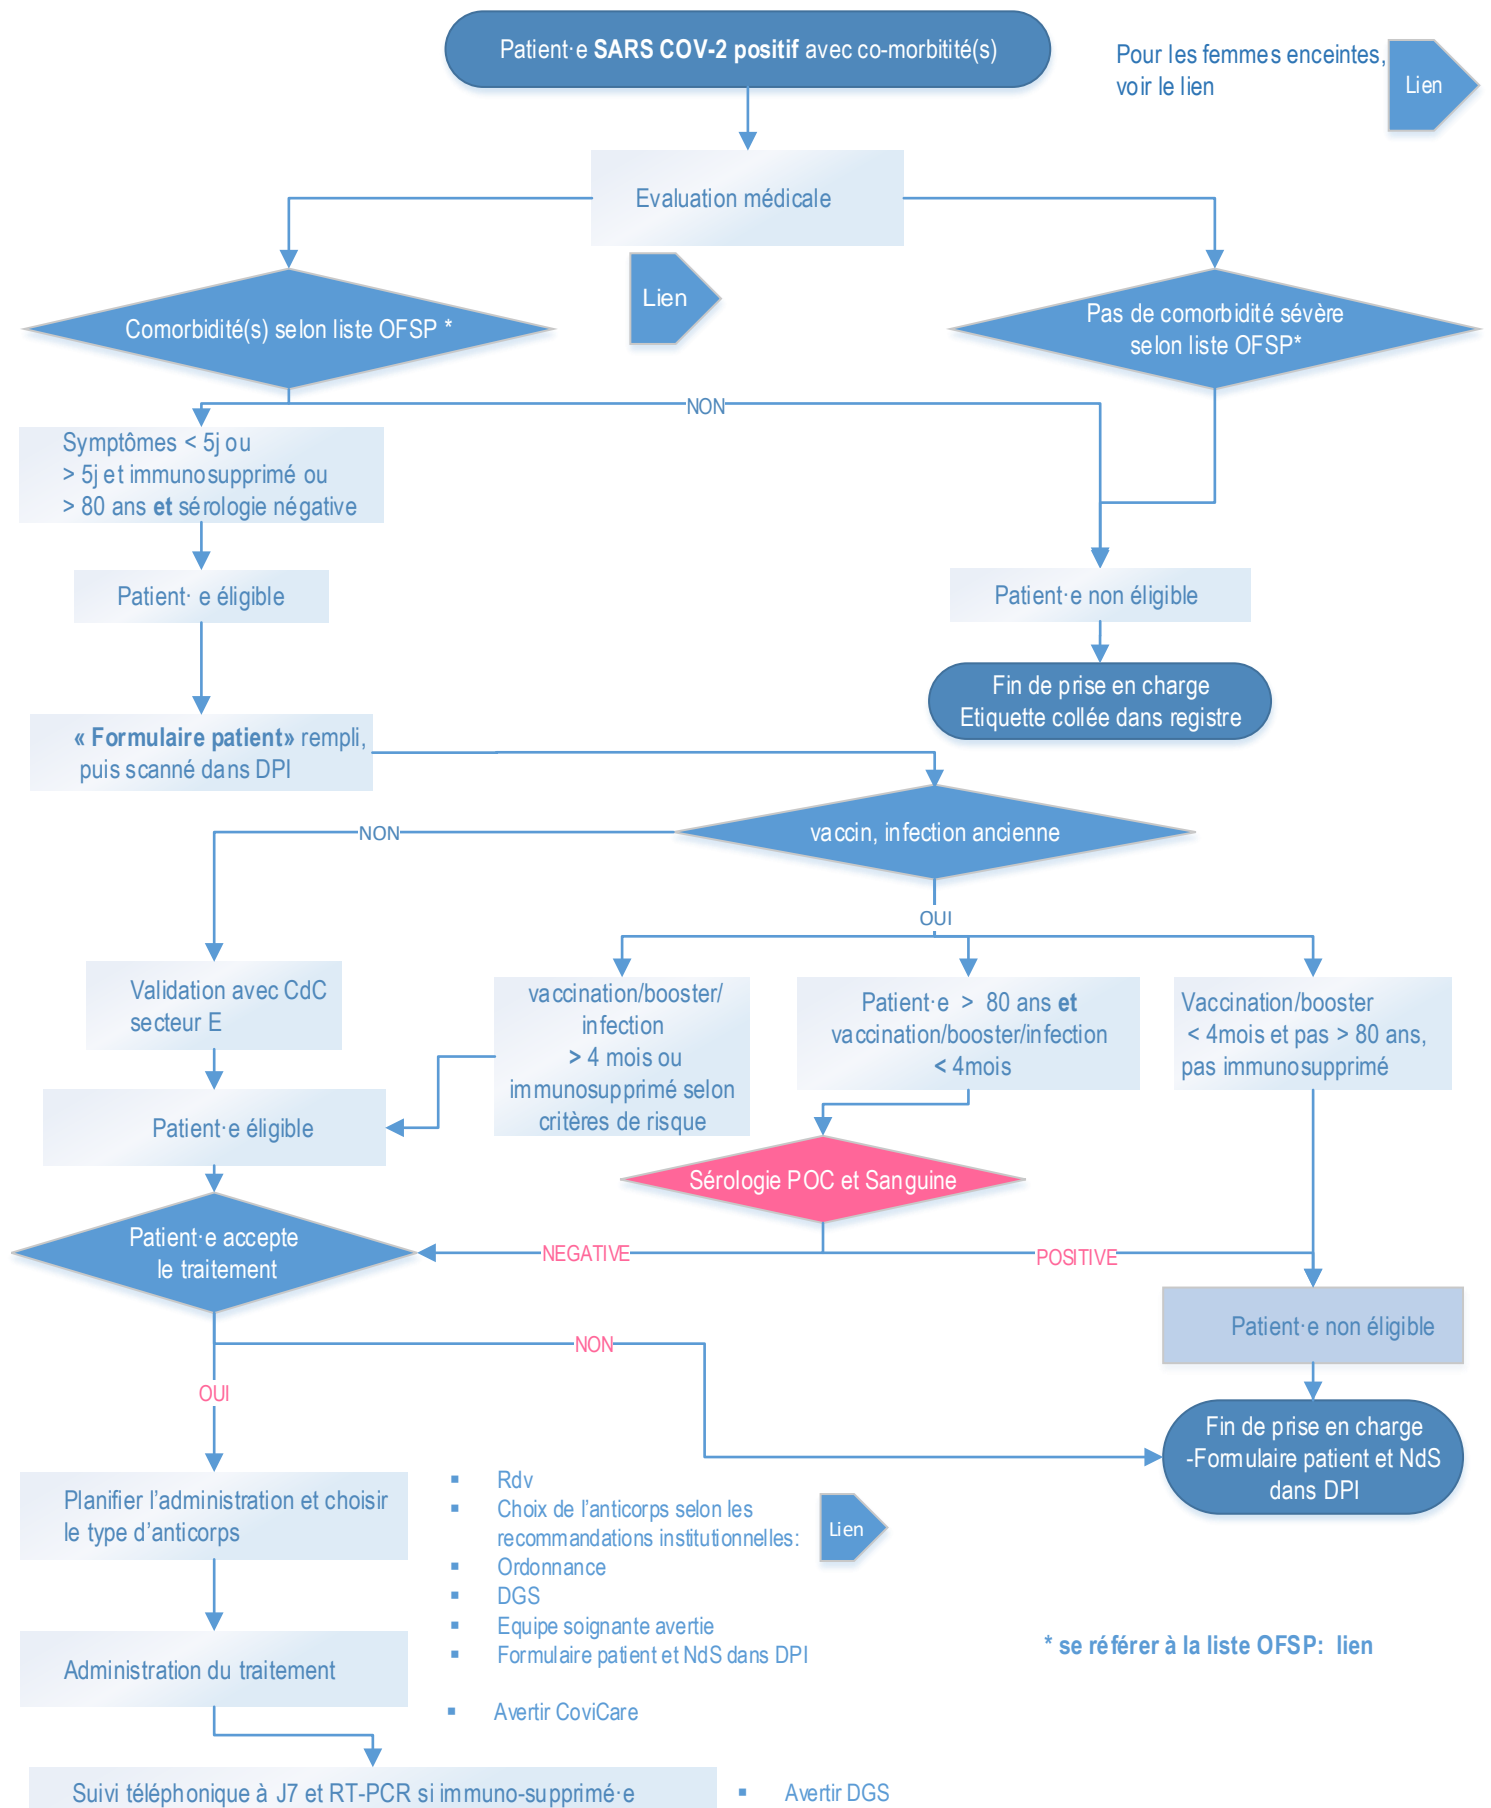 Patient·e SARS COV-2 positif avec co-morbitité(s)
Pour les femmes enceintes,
voir le lien
Lien
Evaluation médicale
Lien
Comorbidité(s) selon liste OFSP *
Pas de comorbidité sévère
selon liste OFSP*
NON
Symptômes < 5j ou
> 5j et immunosupprimé ou
> 80 ans et sérologie négative
Patient· e éligible
Patient·e non éligible
Fin de prise en charge
Etiquette collée dans registre
« Formulaire patient» rempli,
puis scanné dans DPI
vaccin, infection ancienne
NON
OUI
Validation avec CdC
secteur E
vaccination/booster/
infection
> 4 mois ou
immunosupprimé selon
critères de risque
Patient·e > 80 ans et
vaccination/booster/infection
< 4mois
Vaccination/booster
< 4mois et pas > 80 ans,
pas immunosupprimé
Patient·e éligible
Sérologie POC et Sanguine
Patient·e accepte
le traitement
NEGATIVE
POSITIVE
Patient·e non éligible
NON
OUI
Fin de prise en charge
-Formulaire patient et NdS
dans DPI
Planifier l’administration et choisir
le type d’anticorps
▪ Rdv
▪ Choix de l’anticorps selon les
recommandations institutionnelles:
Lien
▪ Ordonnance
▪ DGS
▪ Equipe soignante avertie
▪ Formulaire patient et NdS dans DPI
* se référer à la liste OFSP: lien
Administration du traitement
▪ Avertir CoviCare
Suivi téléphonique à J7 et RT-PCR si immuno-supprimé·e
▪ Avertir DGS